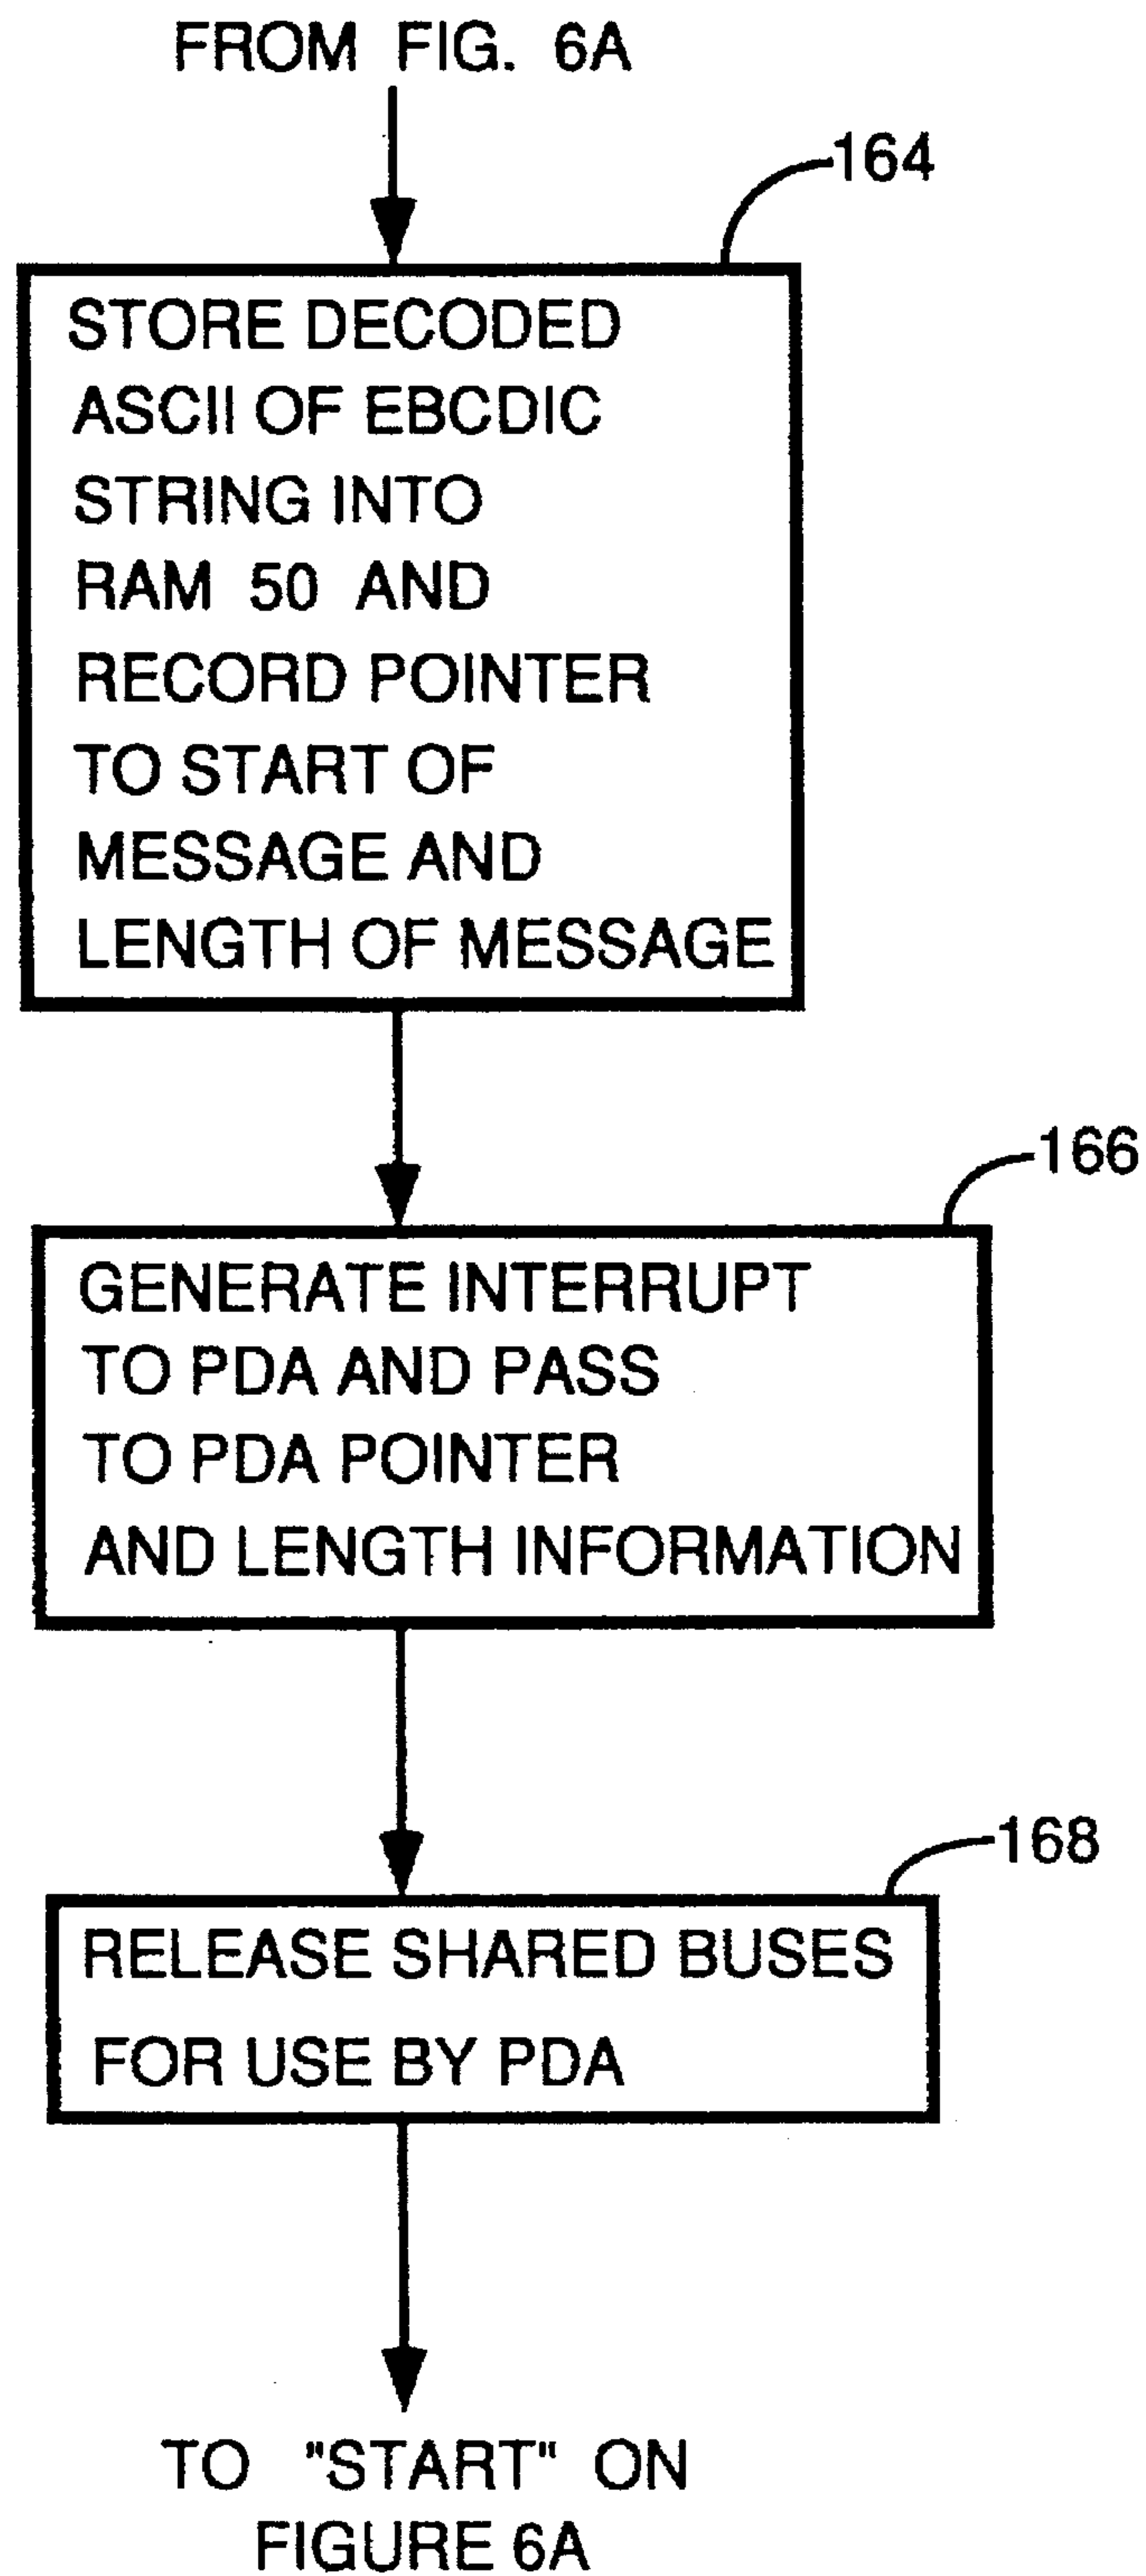 FROM FIG. 6A
164
STORE DECODED
ASCII OF EBCDIC
STRING INTO
RAM 50 AND
RECORD POINTER
TO START OF
MESSAGE AND
LENGTH OF MESSAGE
166
GENERATE INTERRUPT
TO PDA AND PASS
TO PDA POINTER
AND LENGTH INFORMATION
168
RELEASE SHARED BUSES
FOR USE BY PDA
TO "START" ON
FIGURE 6A